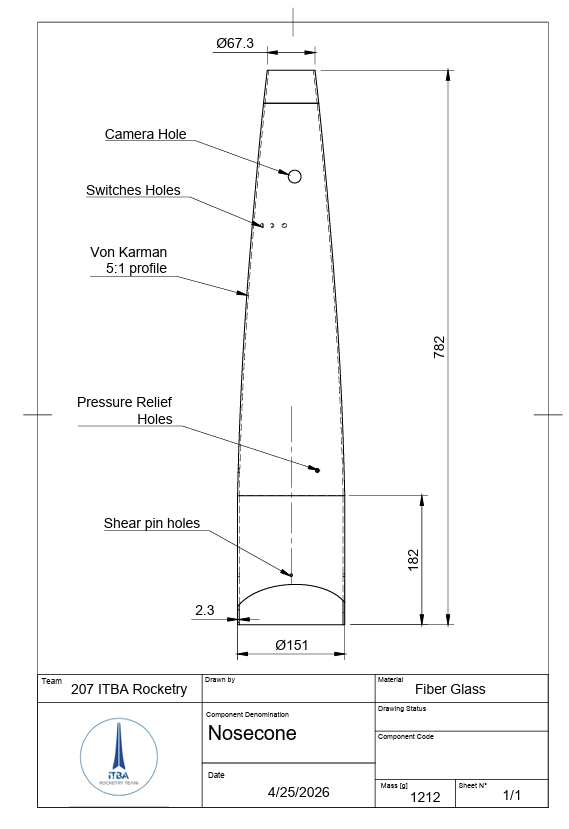 Ø67.3
Camera Hole
Switches Holes
Von Karman
5:1 profile
782
Pressure Relief
Holes
Shear pin holes
182
2.3
Ø151
Team
207 ITBA Rocketry
Drawn by
Material
Fiber Glass
Component Denomination
Nosecone
Drawing Status
Component Code
Date
4/25/2026
Mass [g]
1212
Sheet N°
1/1
iTBA
ROCKETRY TEAM